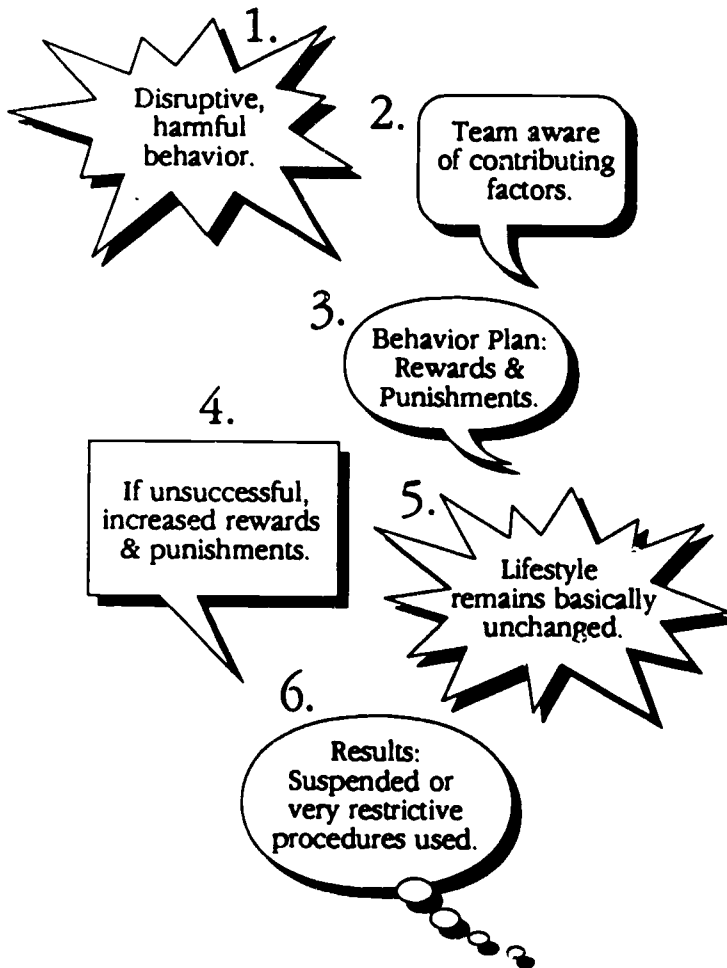 1.
Disruptive,
harmful
behavior.
2.
Team aware
of contributing
factors.
3.
Behavior Plan:
Rewards &
Punishments.
4.
If unsuccessful,
increased rewards
& punishments.
5.
Lifestyle
remains basically
unchanged.
6.
Results:
Suspended or
very restrictive
procedures used.